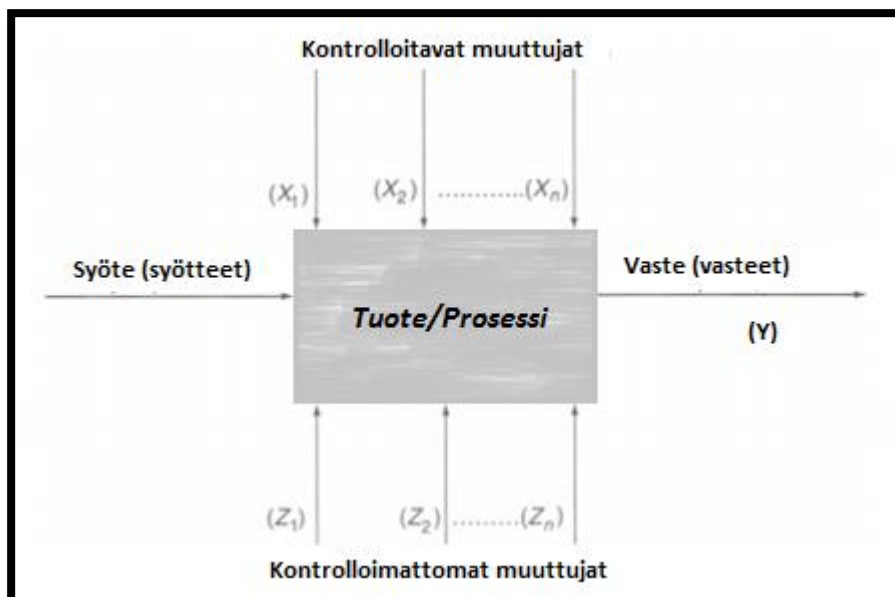 Kontrolloitavat muuttujat
(X₁) (X₂) ............(Xₙ)
Syöte (syötteet)
Vaste (vasteet)
Tuote/Prosessi
(Y)
(Z₁) (Z₂) ..........(Zₙ)
Kontrolloimattomat muuttujat